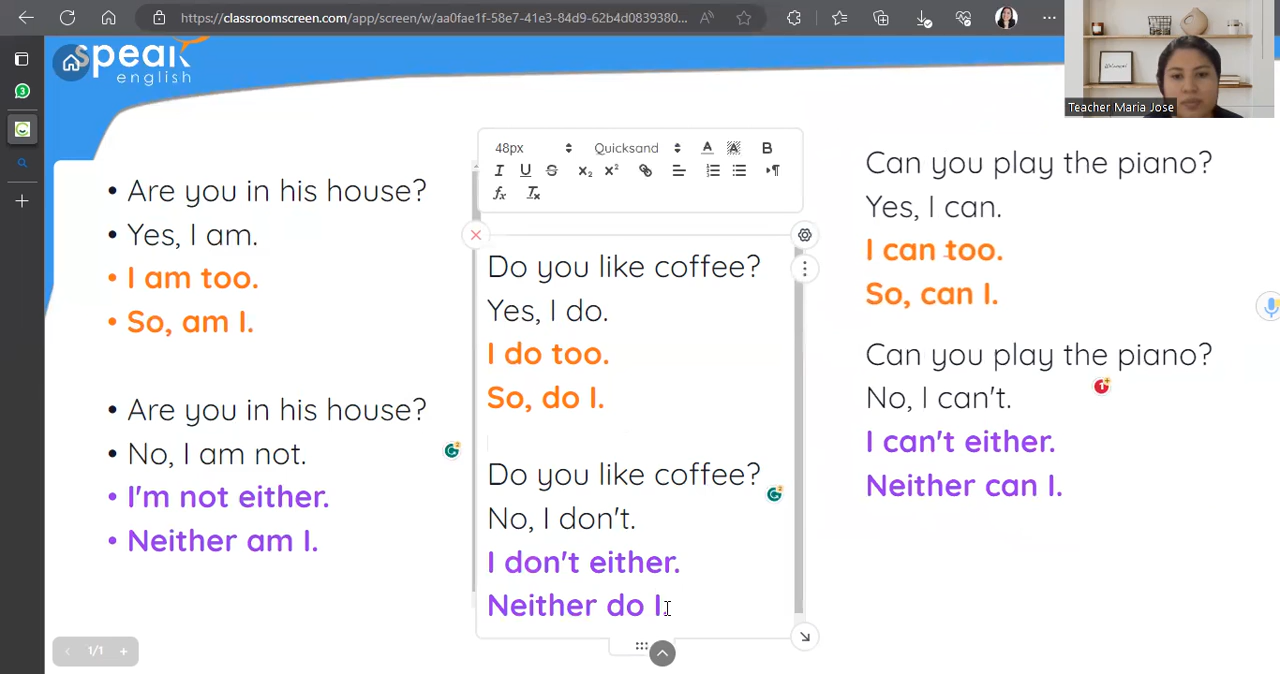 https://classroomscreen.com/app/screen/w/aa0fae1f-58e7-41e3-84d9-62b4d0839380...
speak
english
Teacher Maria Jose
48px
Quicksand
• Are you in his house?
• Yes, I am.
• I am too.
• So, am I.
• Are you in his house?
• No, I am not.
• I'm not either.
• Neither am I.
Do you like coffee?
Yes, I do.
I do too.
So, do I.
Do you like coffee?
No, I don't.
I don't either.
Neither do I.
Can you play the piano?
Yes, I can.
I can too.
So, can I.
Can you play the piano?
No, I can't.
I can't either.
Neither can I.
1/1